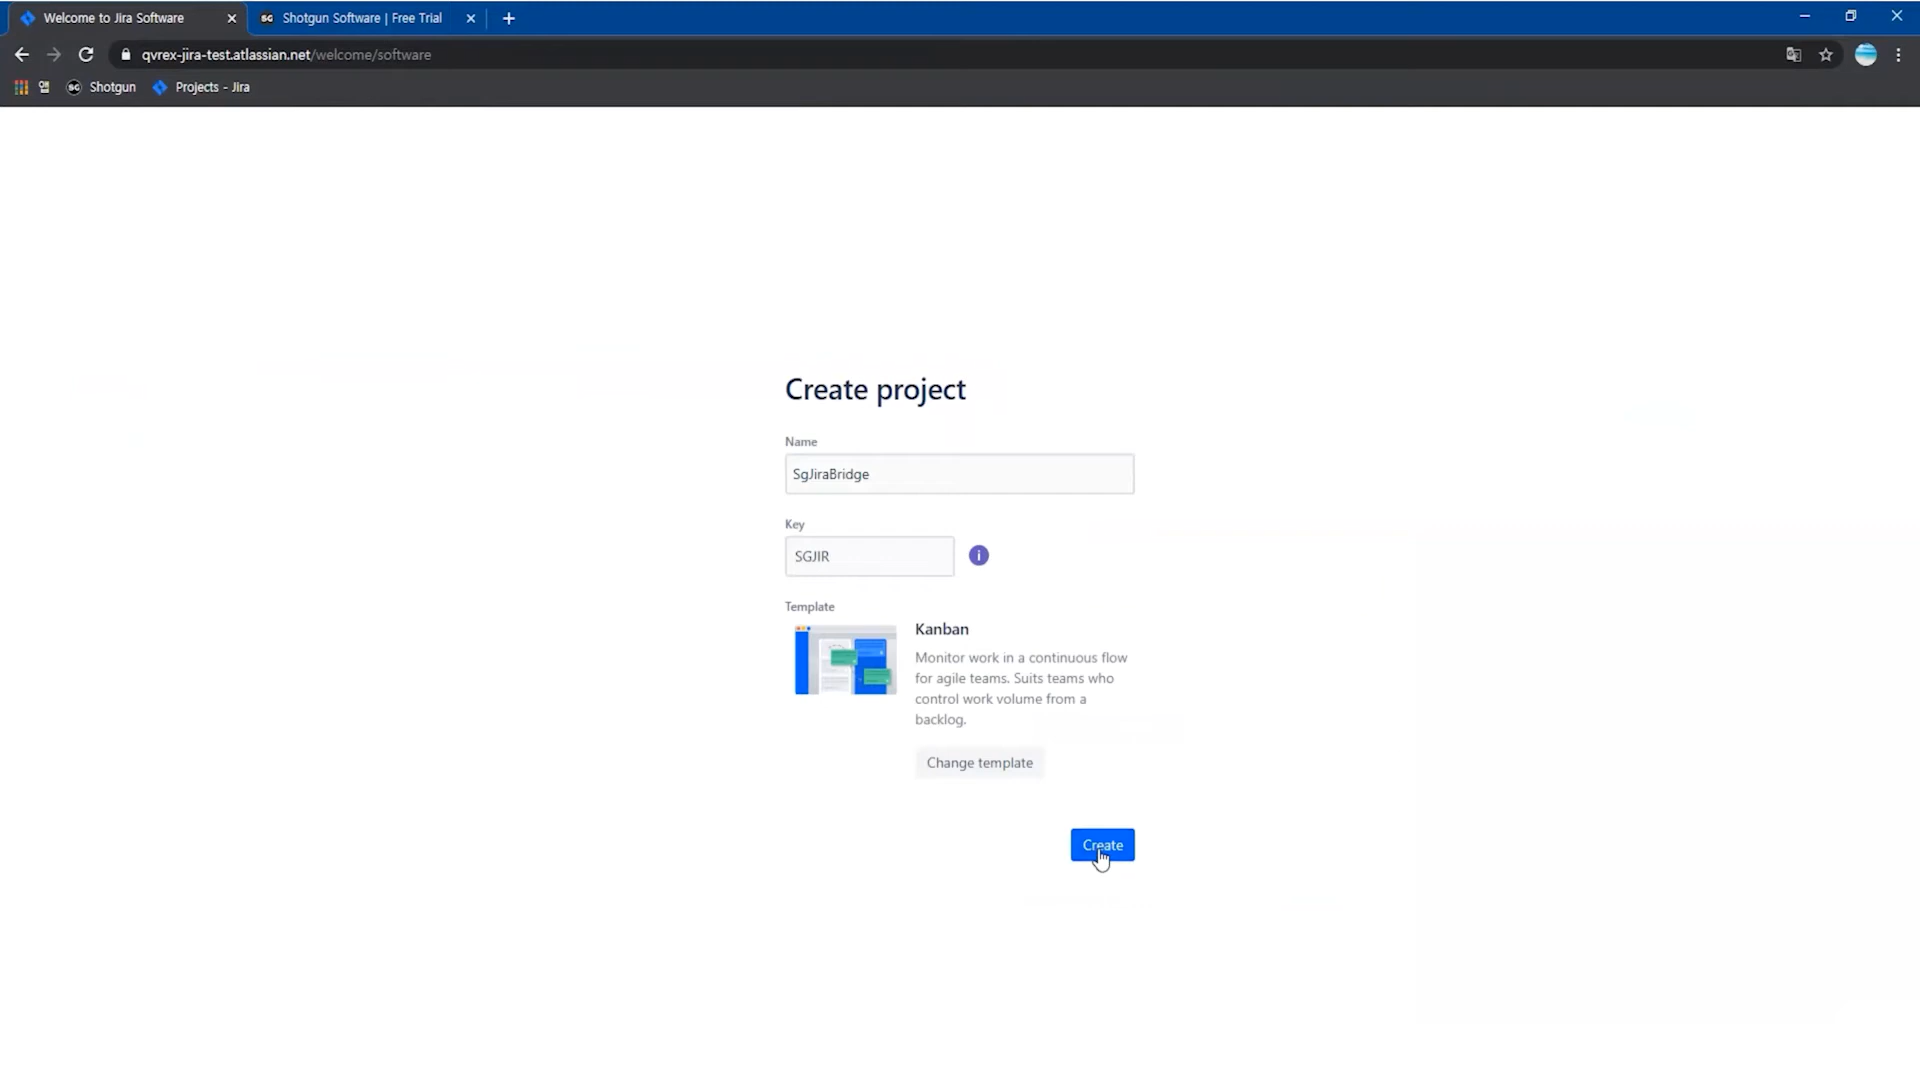 Welcome to Jira Software
SG Shotgun Software | Free Trial
qvrex-jira-test.atlassian.net/welcome/software
SG Shotgun
Projects - Jira
Create project
Name
SgJiraBridge
Key
SGJIR
i
Template
Kanban
Monitor work in a continuous flow
for agile teams. Suits teams who
control work volume from a
backlog.
Change template
Create